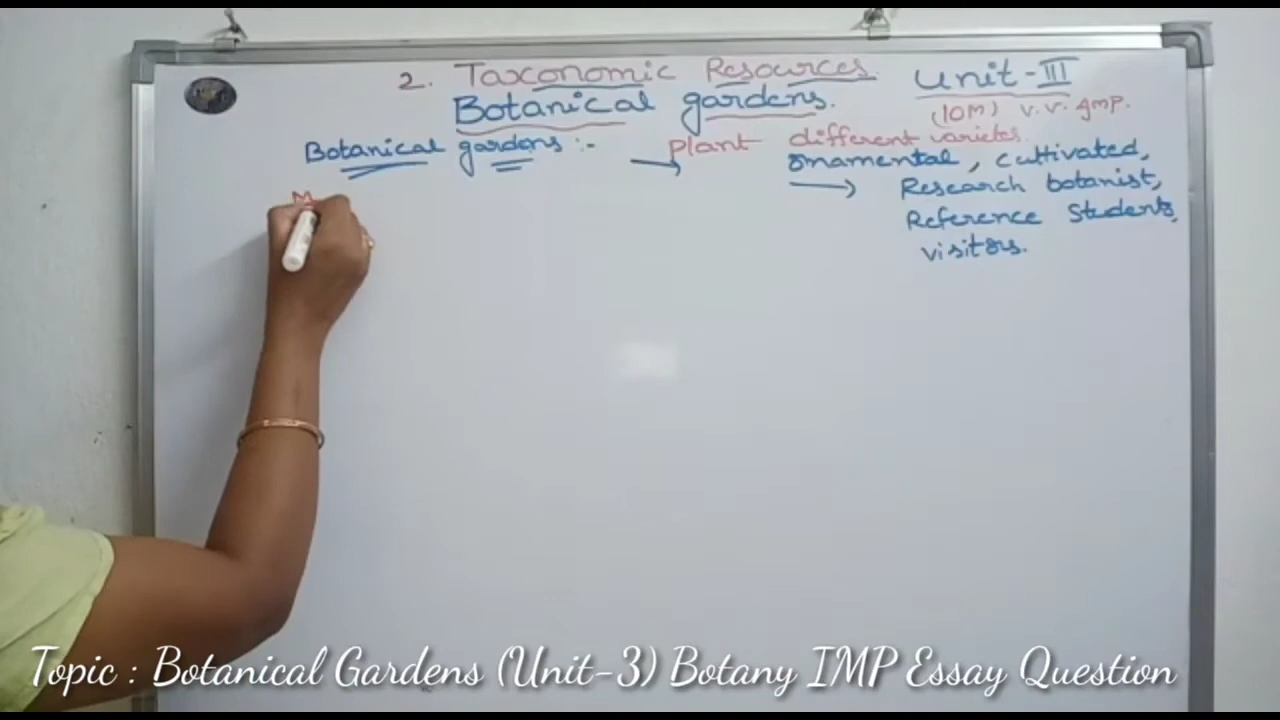 2. Taxonomic Resources Unit-III
Botanical gardens. (10M) V.V. Imp.
Botanical gardens :- → plant different varietes.
ornamental, cultivated,
→ Research botanist,
Reference Students,
visitors.
M
Topic : Botanical Gardens (Unit-3) Botany IMP Essay Question